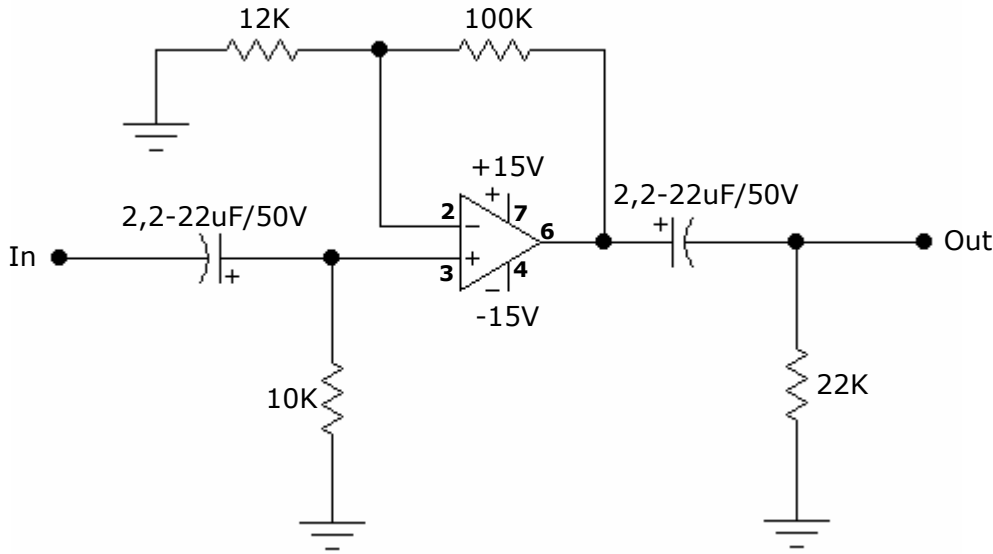 12K
100K
+15V
+
7
2,2-22uF/50V
2,2-22uF/50V
2
−
6
+
In
+
3
+
4
−
-15V
Out
10K
22K